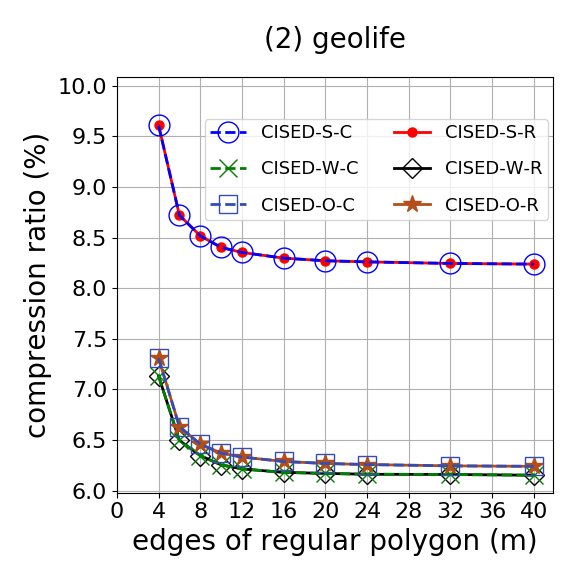 (2) geolife
compression ratio (%)
10.0
9.5
9.0
8.5
8.0
7.5
7.0
6.5
6.0
CISED-S-C CISED-S-R
CISED-W-C CISED-W-R
CISED-O-C CISED-O-R
0 4 8 12 16 20 24 28 32 36 40
edges of regular polygon (m)